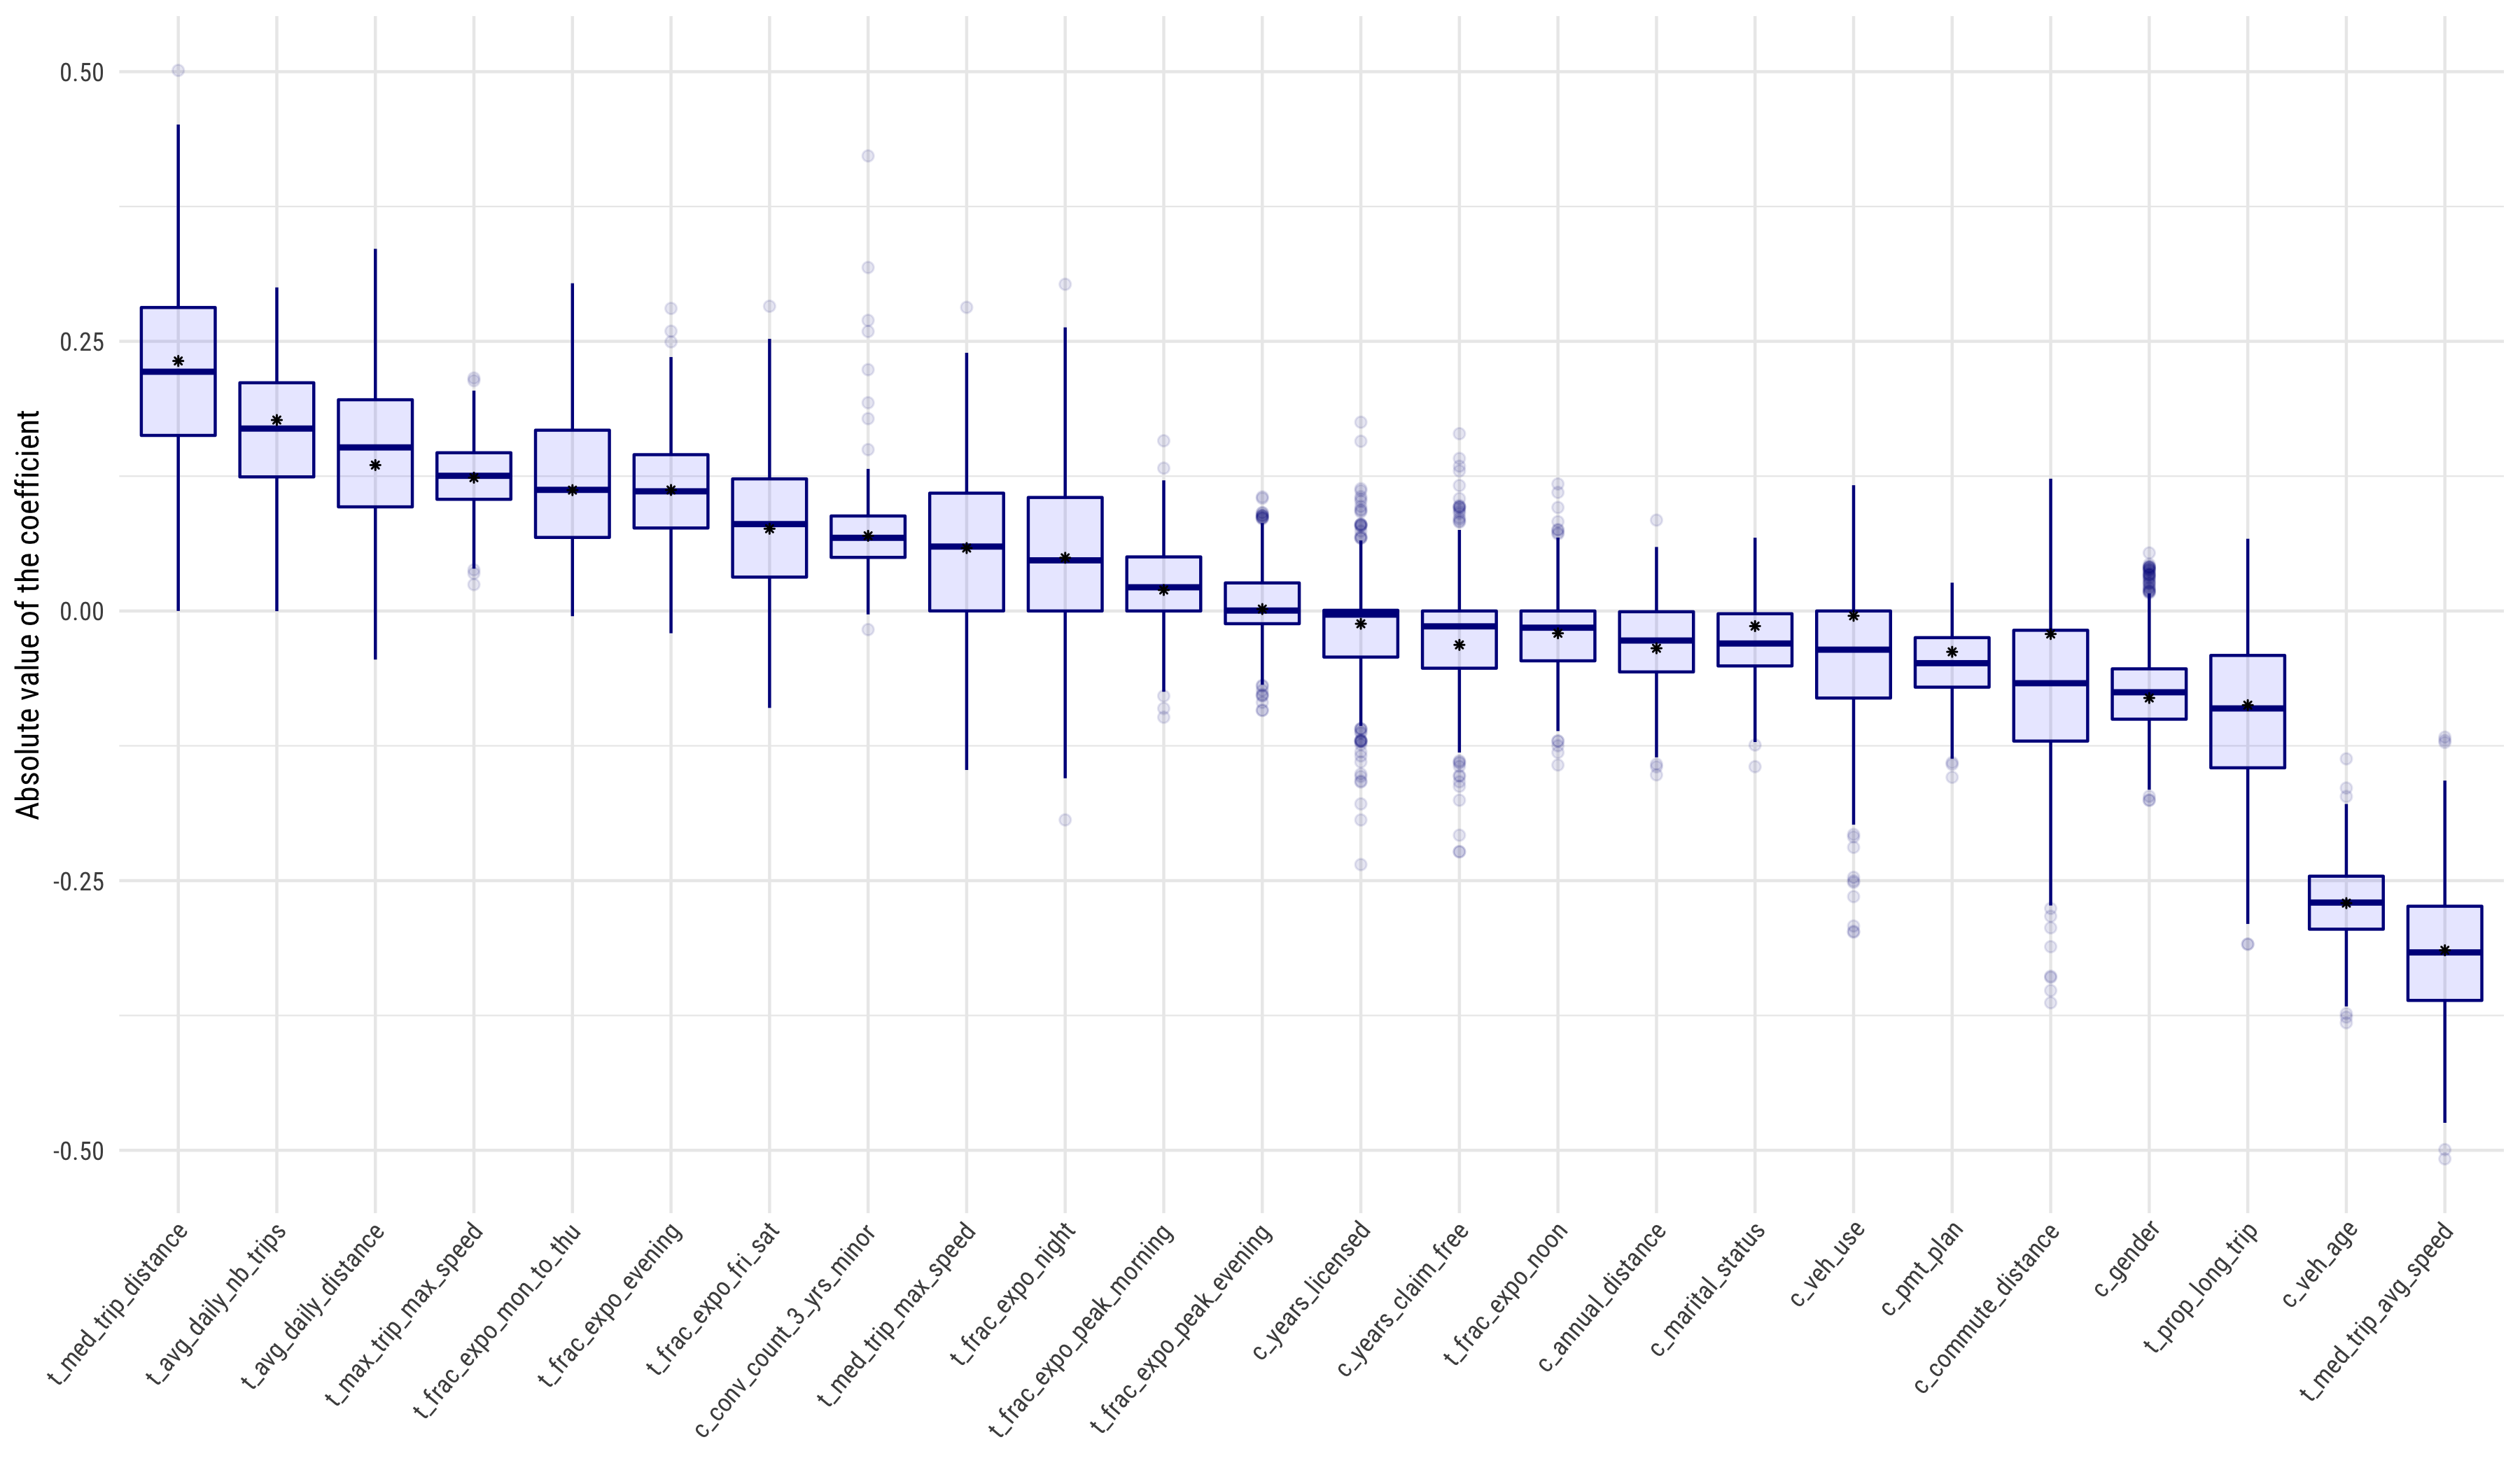 Absolute value of the coefficient
0.50
0.25
0.00
-0.25
-0.50
t_med_trip_distance
t_avg_daily_nb_trips
t_avg_daily_distance
t_max_trip_max_speed
t_frac_expo_mon_to_thu
t_frac_expo_evening
t_frac_expo_fri_sat
c_conv_count_3_yrs_minor
t_med_trip_max_speed
t_frac_expo_night
t_frac_expo_peak_morning
t_frac_expo_peak_evening
c_years_licensed
c_years_claim_free
t_frac_expo_noon
c_annual_distance
c_marital_status
c_veh_use
c_pmt_plan
c_commute_distance
c_gender
t_prop_long_trip
c_veh_age
t_med_trip_avg_speed